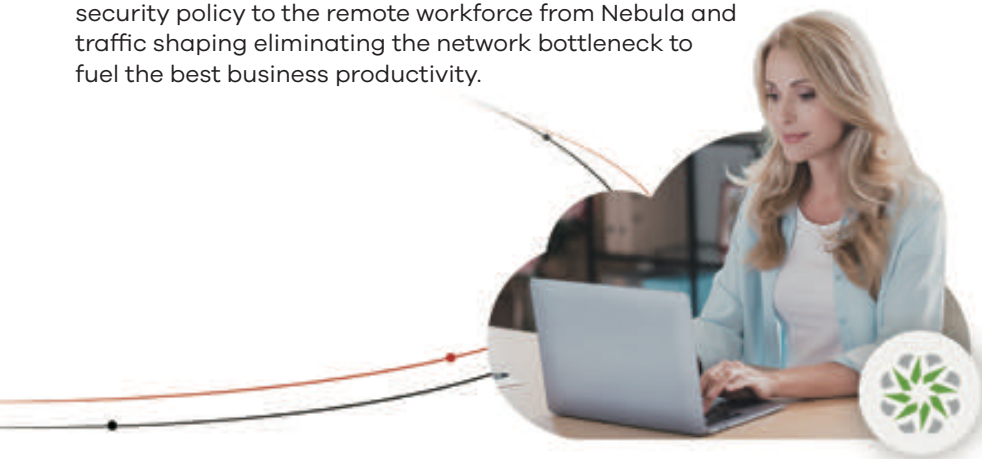 security policy to the remote workforce from Nebula and
traffic shaping eliminating the network bottleneck to
fuel the best business productivity.